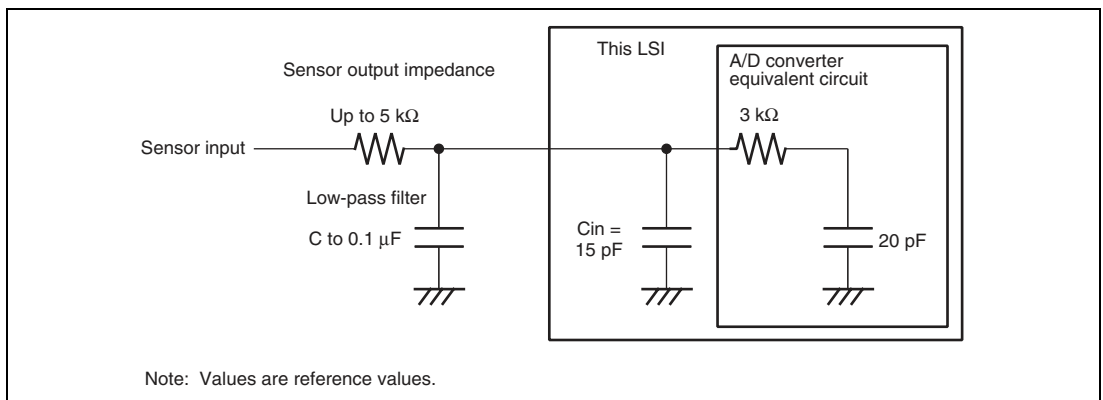 This LSI
A/D converter
equivalent circuit
Sensor output impedance
Up to 5 kΩ
3 kΩ
Sensor input
Low-pass filter
C to 0.1 μF
Cin =
15 pF
20 pF
Note: Values are reference values.